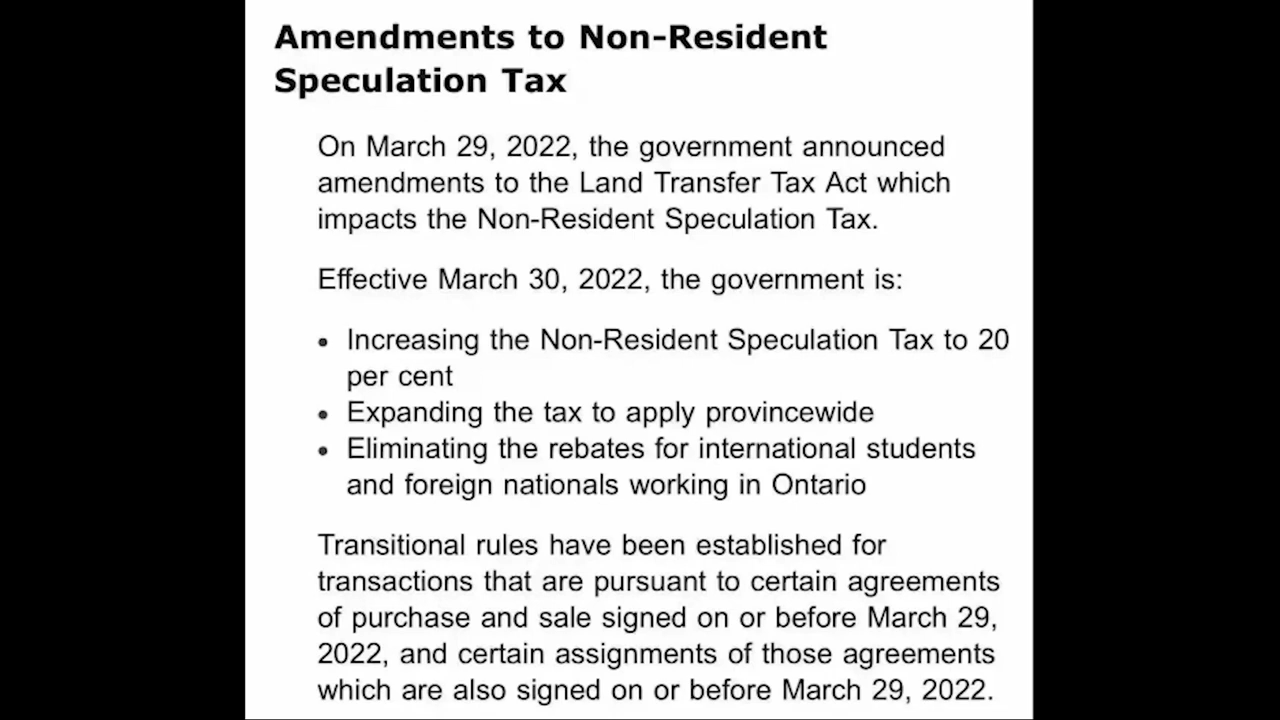 Amendments to Non-Resident
Speculation Tax
On March 29, 2022, the government announced
amendments to the Land Transfer Tax Act which
impacts the Non-Resident Speculation Tax.
Effective March 30, 2022, the government is:
• Increasing the Non-Resident Speculation Tax to 20
per cent
• Expanding the tax to apply provincewide
• Eliminating the rebates for international students
and foreign nationals working in Ontario
Transitional rules have been established for
transactions that are pursuant to certain agreements
of purchase and sale signed on or before March 29,
2022, and certain assignments of those agreements
which are also signed on or before March 29, 2022.